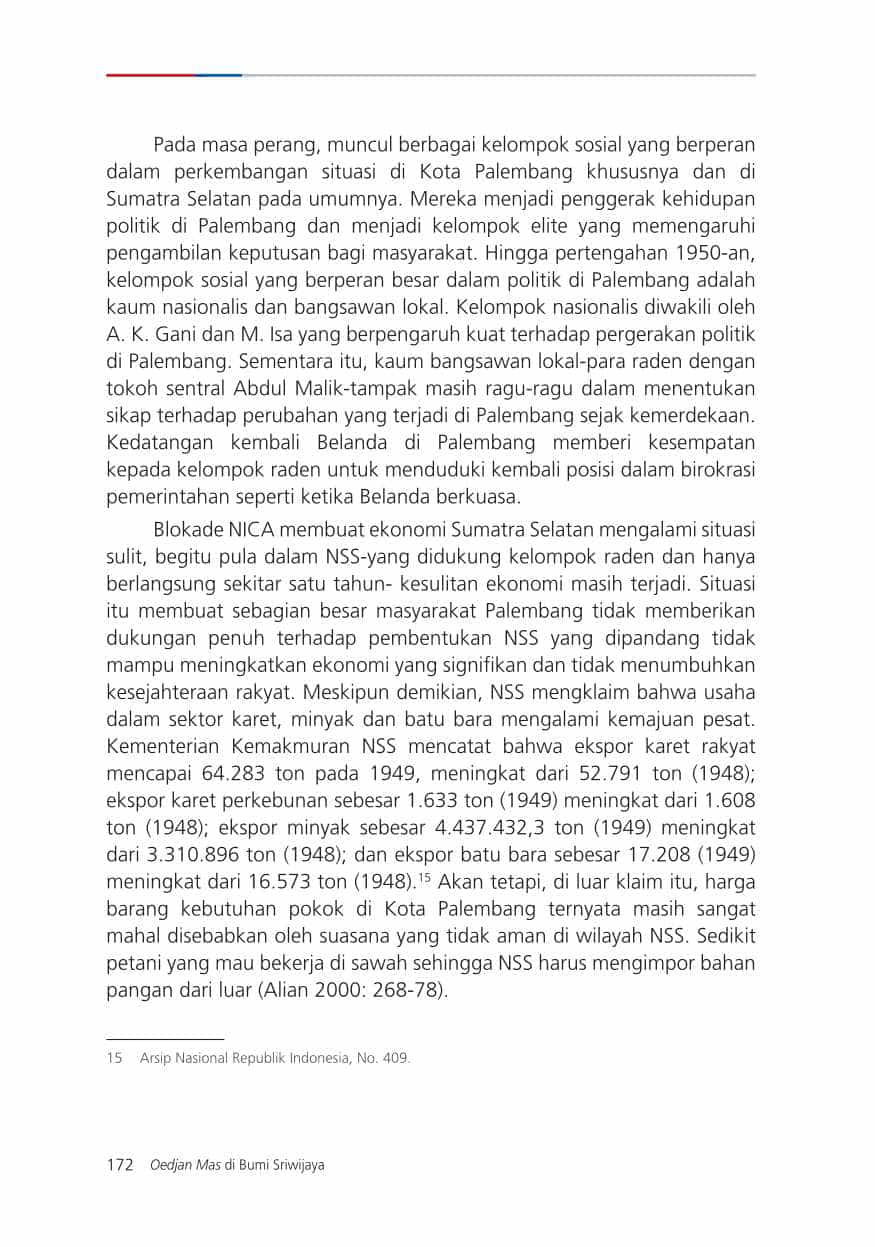 Pada masa perang, muncul berbagai kelompok sosial yang berperan
dalam perkembangan situasi di Kota Palembang khususnya dan di
Sumatra Selatan pada umumnya. Mereka menjadi penggerak kehidupan
politik di Palembang dan menjadi kelompok elite yang memengaruhi
pengambilan keputusan bagi masyarakat. Hingga pertengahan 1950-an,
kelompok sosial yang berperan besar dalam politik di Palembang adalah
kaum nasionalis dan bangsawan lokal. Kelompok nasionalis diwakili oleh
A. K. Gani dan M. Isa yang berpengaruh kuat terhadap pergerakan politik
di Palembang. Sementara itu, kaum bangsawan lokal-para raden dengan
tokoh sentral Abdul Malik-tampak masih ragu-ragu dalam menentukan
sikap terhadap perubahan yang terjadi di Palembang sejak kemerdekaan.
Kedatangan kembali Belanda di Palembang memberi kesempatan
kepada kelompok raden untuk menduduki kembali posisi dalam birokrasi
pemerintahan seperti ketika Belanda berkuasa.
Blokade NICA membuat ekonomi Sumatra Selatan mengalami situasi
sulit, begitu pula dalam NSS-yang didukung kelompok raden dan hanya
berlangsung sekitar satu tahun- kesulitan ekonomi masih terjadi. Situasi
itu membuat sebagian besar masyarakat Palembang tidak memberikan
dukungan penuh terhadap pembentukan NSS yang dipandang tidak
mampu meningkatkan ekonomi yang signifikan dan tidak menumbuhkan
kesejahteraan rakyat. Meskipun demikian, NSS mengklaim bahwa usaha
dalam sektor karet, minyak dan batu bara mengalami kemajuan pesat.
Kementerian Kemakmuran NSS mencatat bahwa ekspor karet rakyat
mencapai 64.283 ton pada 1949, meningkat dari 52.791 ton (1948);
ekspor karet perkebunan sebesar 1.633 ton (1949) meningkat dari 1.608
ton (1948); ekspor minyak sebesar 4.437.432,3 ton (1949) meningkat
dari 3.310.896 ton (1948); dan ekspor batu bara sebesar 17.208 (1949)
meningkat dari 16.573 ton (1948).15 Akan tetapi, di luar klaim itu, harga
barang kebutuhan pokok di Kota Palembang ternyata masih sangat
mahal disebabkan oleh suasana yang tidak aman di wilayah NSS. Sedikit
petani yang mau bekerja di sawah sehingga NSS harus mengimpor bahan
pangan dari luar (Alian 2000: 268-78).
15 Arsip Nasional Republik Indonesia, No. 409.
172 Oedjan Mas di Bumi Sriwijaya